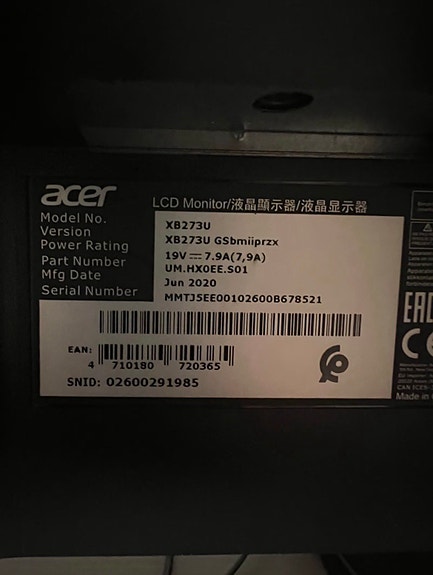 acer
LCD Monitor/液晶顯示器/液晶显示器
Model No. XB273U
Version XB273U GSbmiiprzx
Power Rating 19V ⎓ 7.9A(7,9A)
Part Number UM.HX0EE.S01
Mfg Date Jun 2020
Serial Number MMTJ5EE00102600B678521
EAN:
4 710180 720365
SNID: 02600291985
EAC
CE
Made in